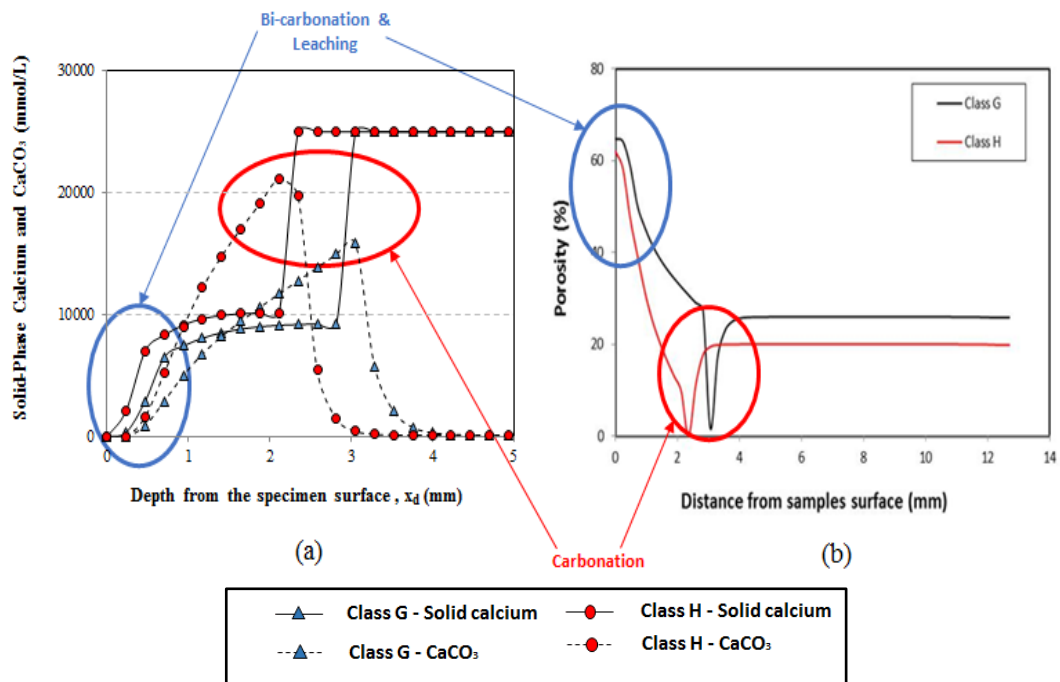 Bi-carbonation &
Leaching
Solid-Phase Calcium and CaCO₃ (mmol/L)
30000
20000
10000
0
0 1 2 3 4 5
Depth from the specimen surface , x_d (mm)
(a)
80
60
40
20
0
Porosity (%)
Class G
Class H
0 2 4 6 8 10 12 14
Distance from samples surface (mm)
(b)
Carbonation
Class G - Solid calcium
Class H - Solid calcium
Class G - CaCO₃
Class H - CaCO₃